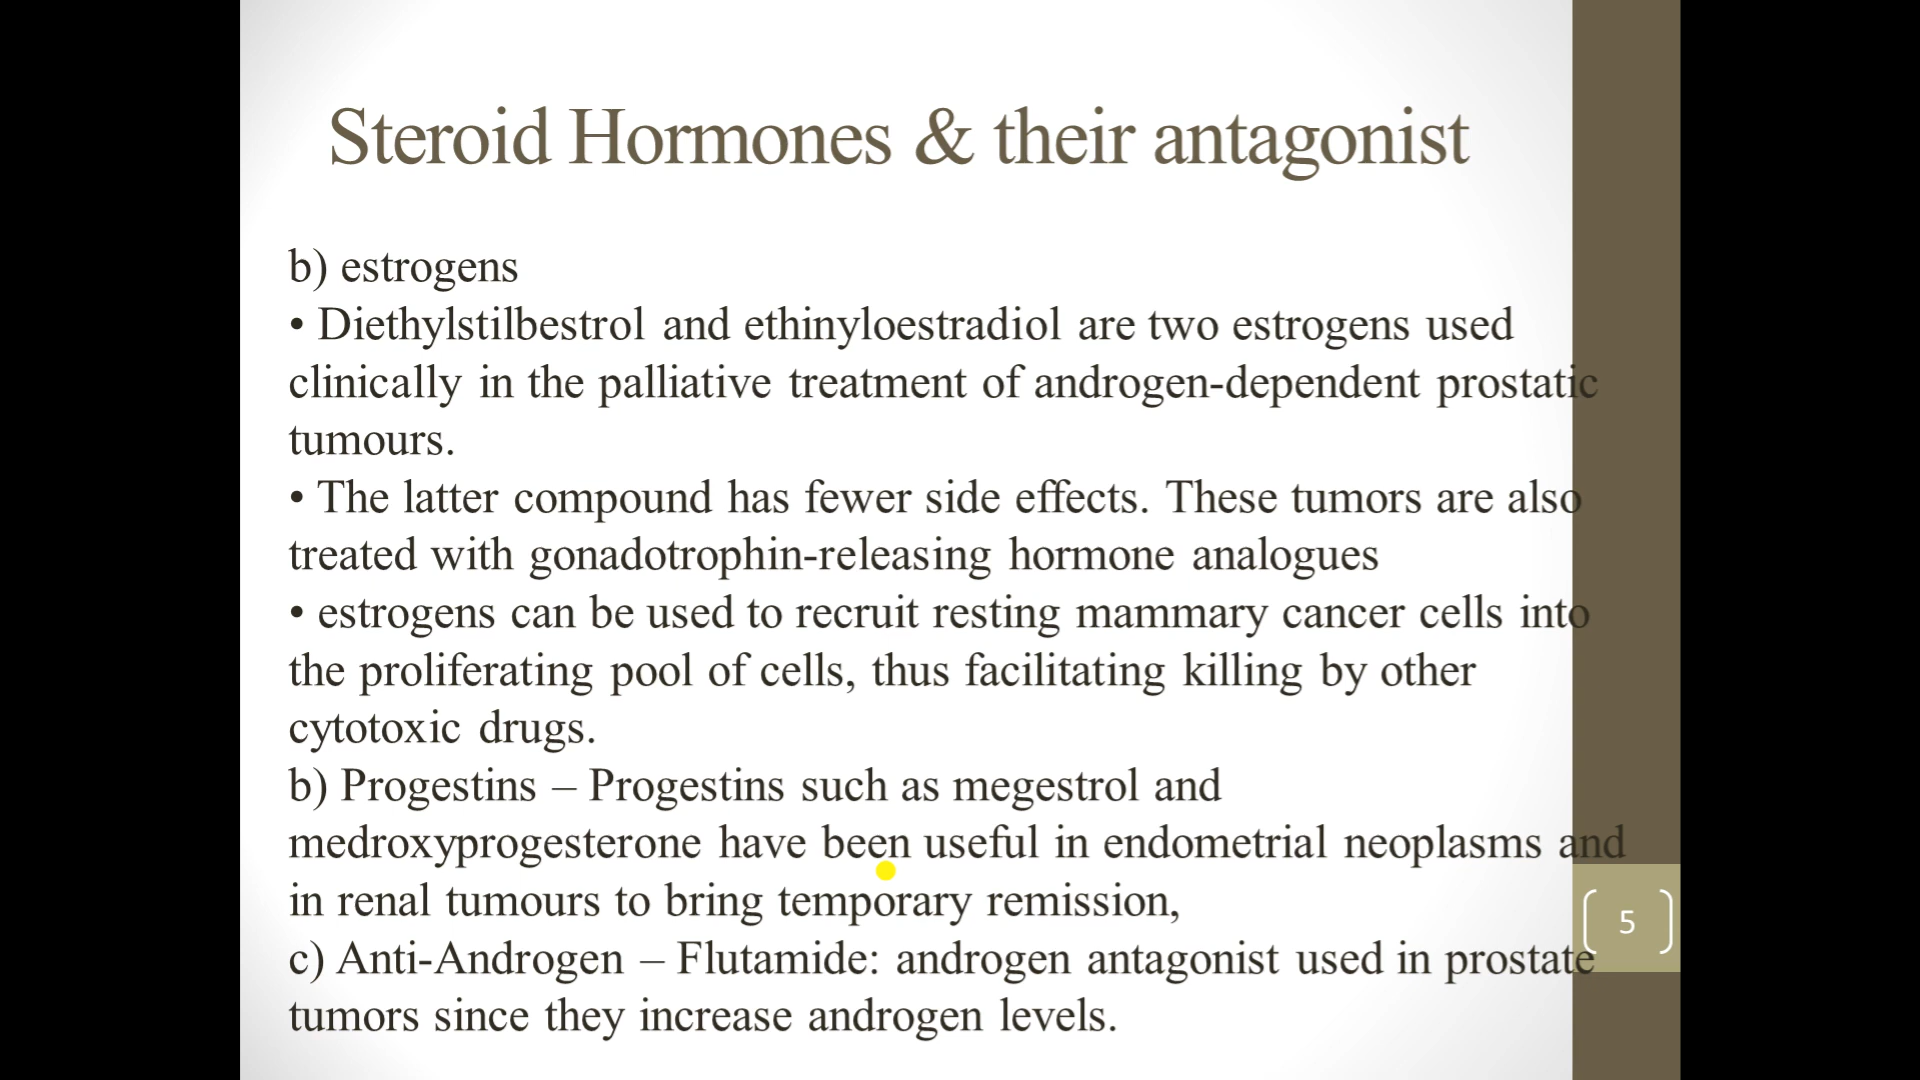 Steroid Hormones & their antagonist
b) estrogens
• Diethylstilbestrol and ethinyloestradiol are two estrogens used
clinically in the palliative treatment of androgen-dependent prostatic
tumours.
• The latter compound has fewer side effects. These tumors are also
treated with gonadotrophin-releasing hormone analogues
• estrogens can be used to recruit resting mammary cancer cells into
the proliferating pool of cells, thus facilitating killing by other
cytotoxic drugs.
b) Progestins – Progestins such as megestrol and
medroxyprogesterone have been useful in endometrial neoplasms and
in renal tumours to bring temporary remission,
c) Anti-Androgen – Flutamide: androgen antagonist used in prostate
tumors since they increase androgen levels.
5